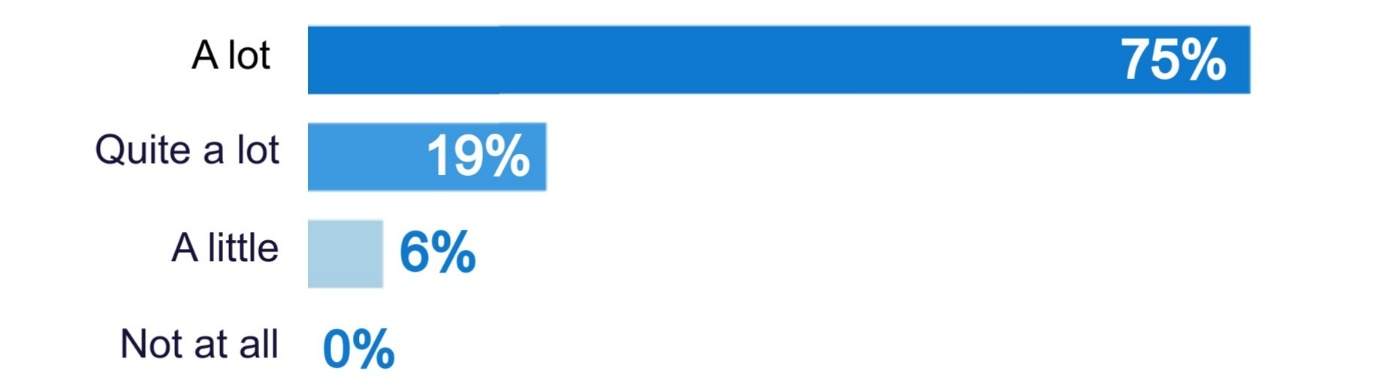 A lot 75%
Quite a lot 19%
A little 6%
Not at all 0%